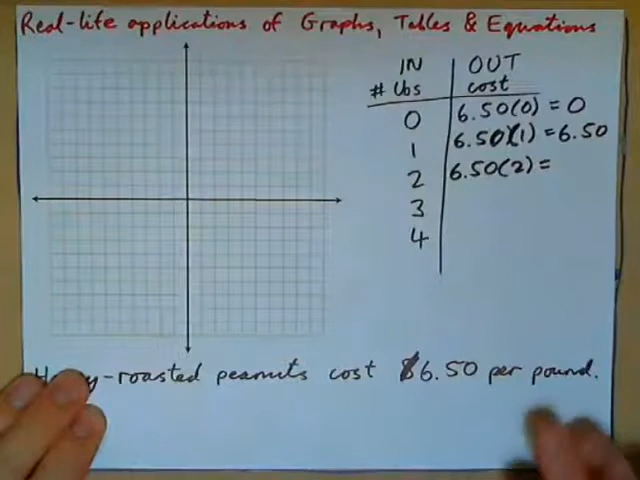 Real-life applications of Graphs, Tables & Equations
IN OUT
# lbs cost
0 6.50(0) = 0
1 6.50(1) = 6.50
2 6.50(2) =
3
4
-roasted peanuts cost $6.50 per pound.